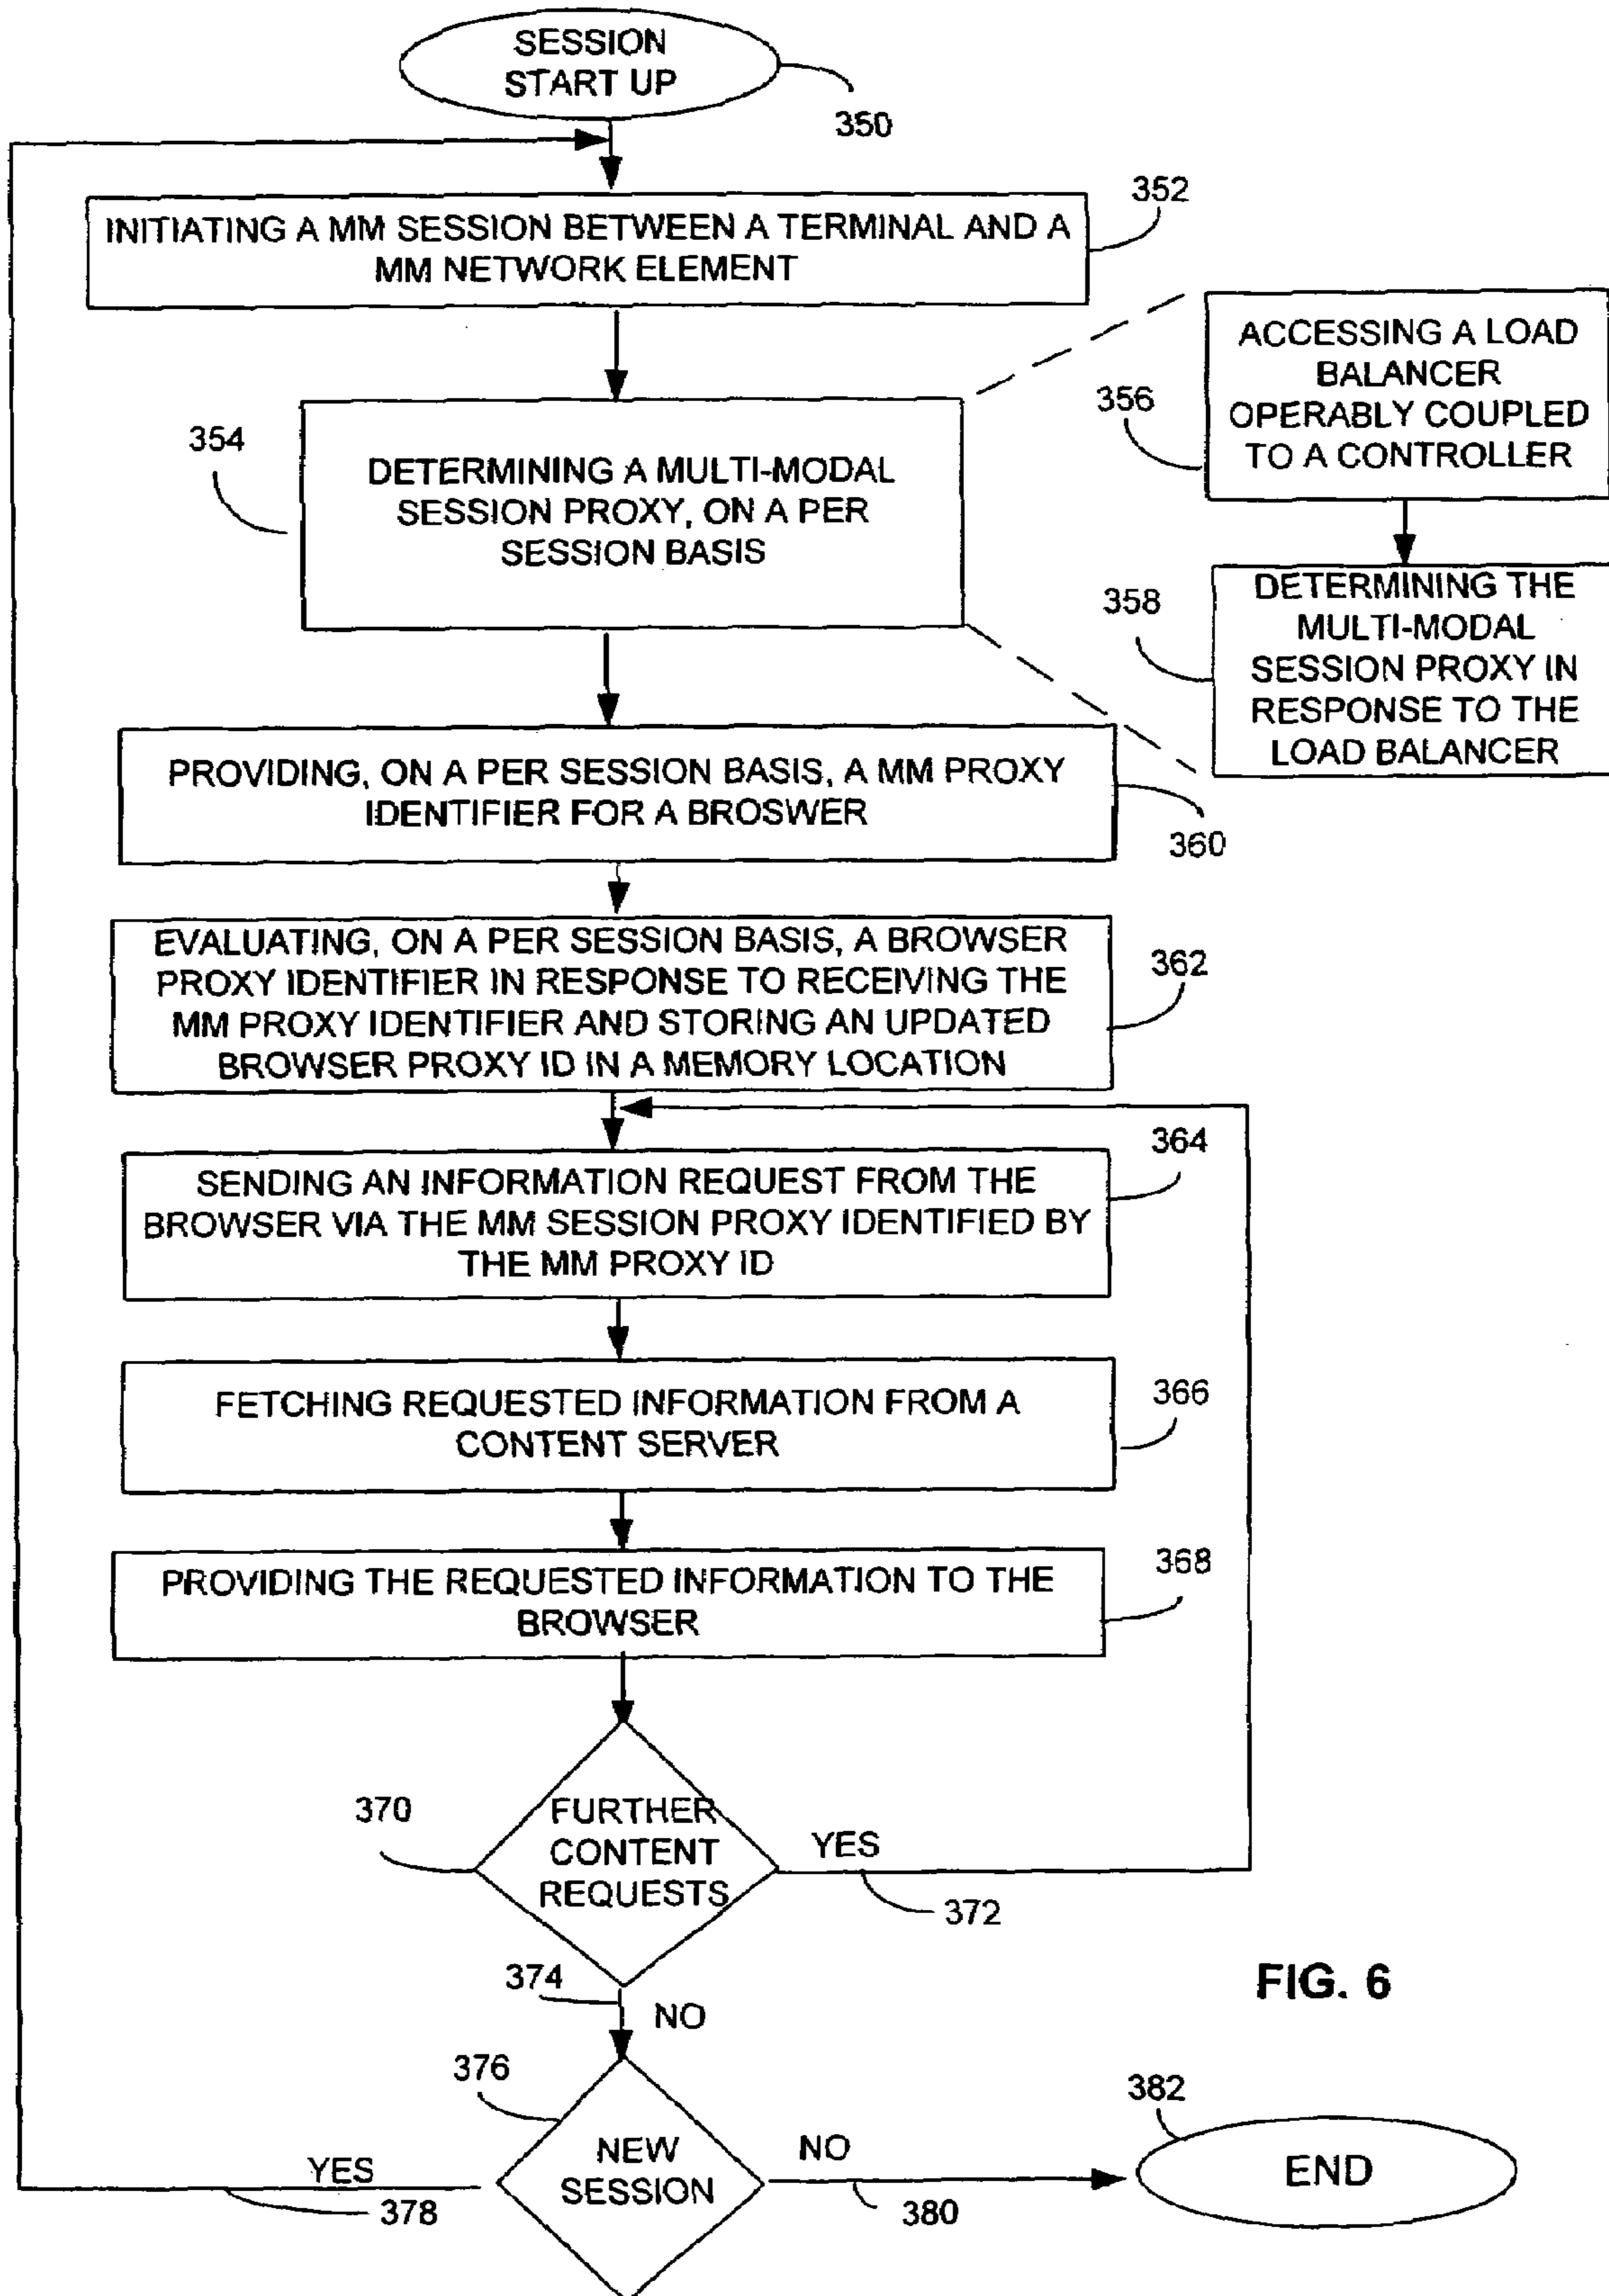 SESSION
START UP
350
INITIATING A MM SESSION BETWEEN A TERMINAL AND A
MM NETWORK ELEMENT
352
354
DETERMINING A MULTI-MODAL
SESSION PROXY, ON A PER
SESSION BASIS
356
ACCESSING A LOAD
BALANCER
OPERABLY COUPLED
TO A CONTROLLER
358
DETERMINING THE
MULTI-MODAL
SESSION PROXY IN
RESPONSE TO THE
LOAD BALANCER
PROVIDING, ON A PER SESSION BASIS, A MM PROXY
IDENTIFIER FOR A BROSWER
360
EVALUATING, ON A PER SESSION BASIS, A BROWSER
PROXY IDENTIFIER IN RESPONSE TO RECEIVING THE
MM PROXY IDENTIFIER AND STORING AN UPDATED
BROWSER PROXY ID IN A MEMORY LOCATION
362
364
SENDING AN INFORMATION REQUEST FROM THE
BROWSER VIA THE MM SESSION PROXY IDENTIFIED BY
THE MM PROXY ID
FETCHING REQUESTED INFORMATION FROM A
CONTENT SERVER
366
PROVIDING THE REQUESTED INFORMATION TO THE
BROWSER
368
370
FURTHER
CONTENT
REQUESTS
YES
372
374
NO
FIG. 6
376
NEW
SESSION
YES
378
NO
380
382
END